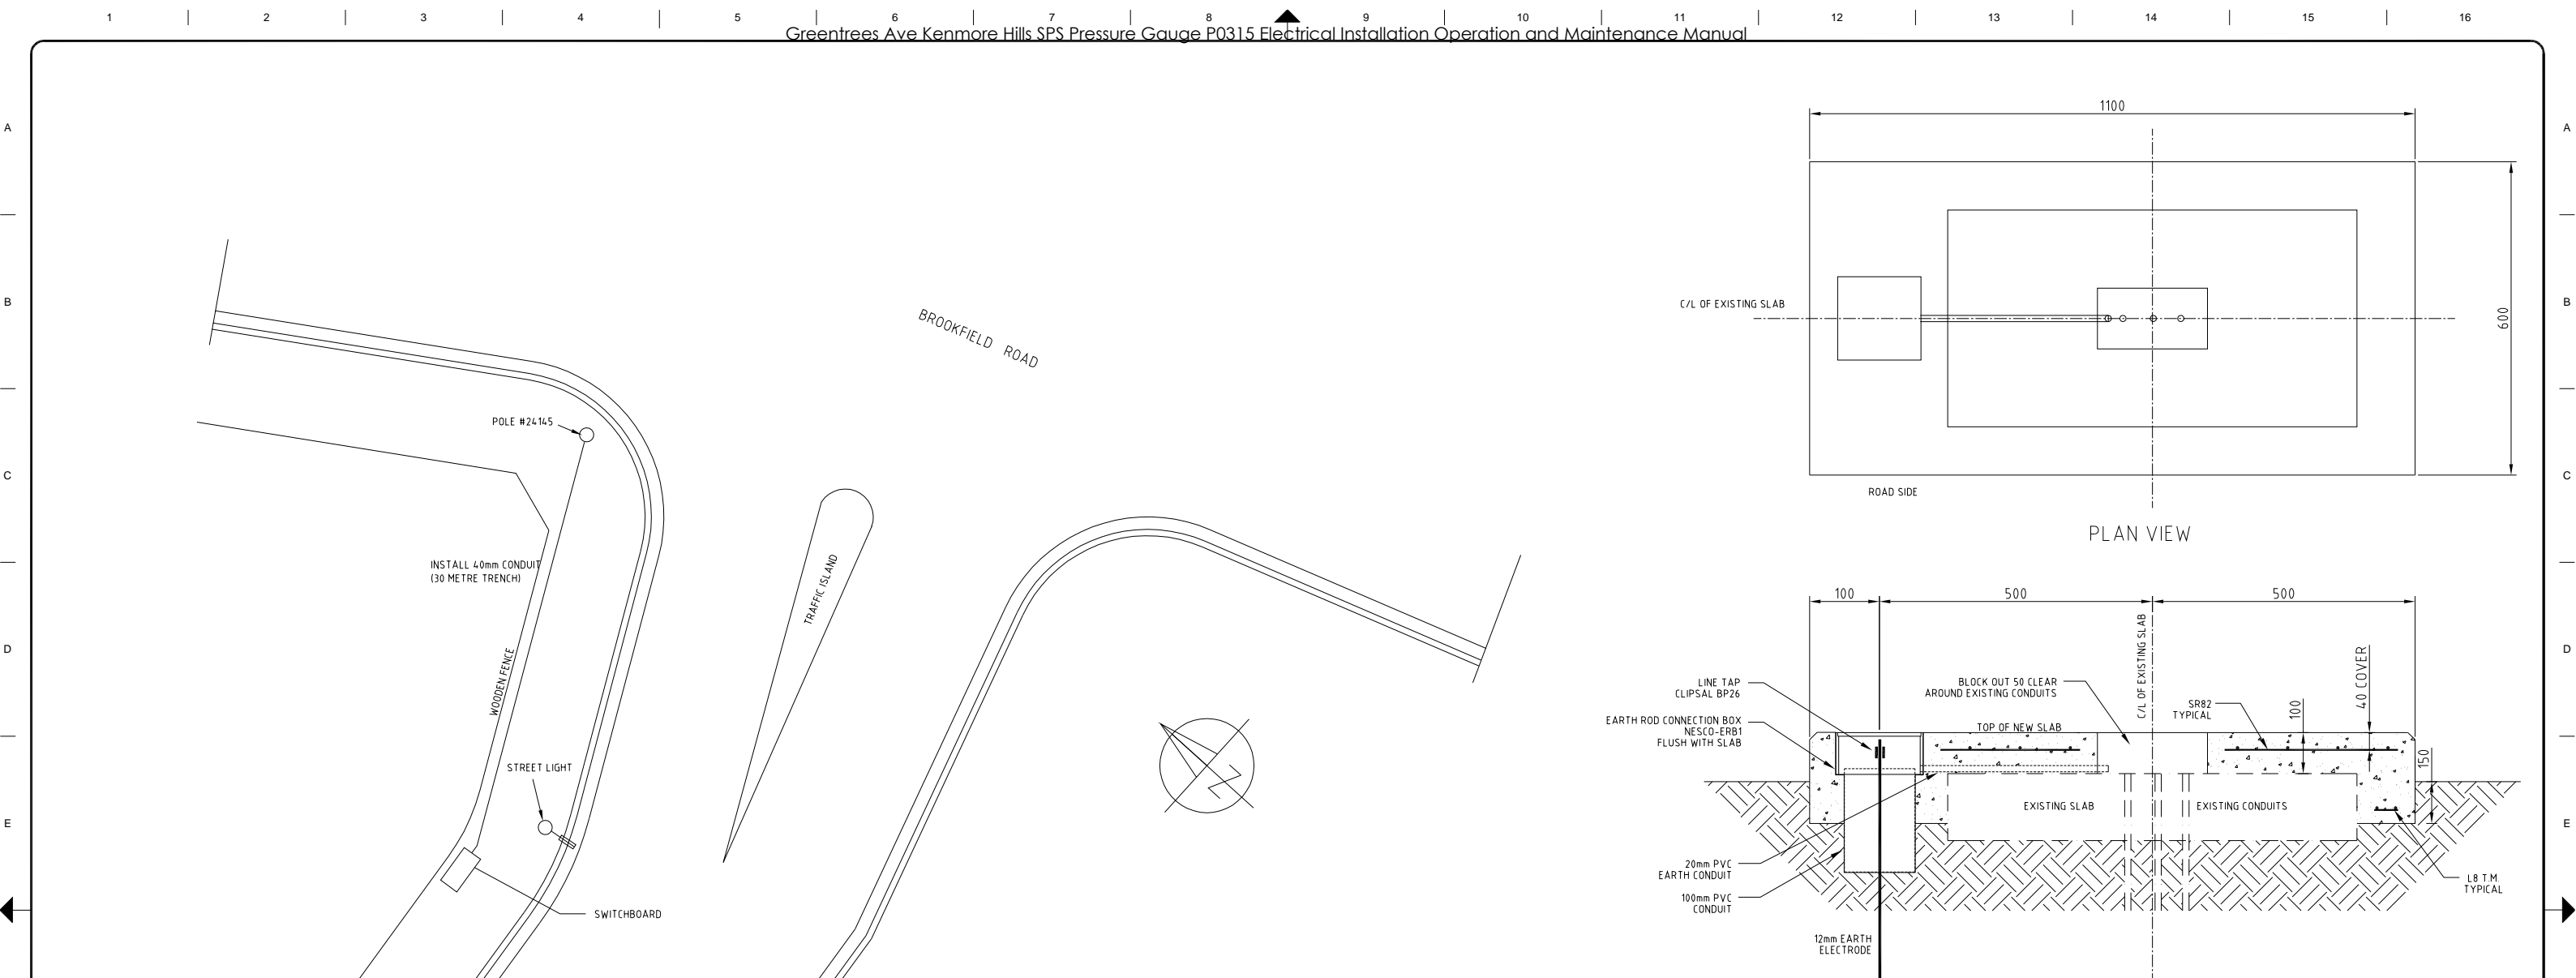 1 2 3 4 5 6 7 8 9 10 11 12 13 14 15 16
Greentrees Ave Kenmore Hills SPS Pressure Gauge P0315 Electrical Installation Operation and Maintenance Manual
A
A
B
B
C
C
D
D
E
E
BROOKFIELD ROAD
POLE #24145
INSTALL 40mm CONDUIT
(30 METRE TRENCH)
WOODEN FENCE
TRAFFIC ISLAND
STREET LIGHT
SWITCHBOARD
1100
600
C/L OF EXISTING SLAB
ROAD SIDE
PLAN VIEW
100
500
500
C/L OF EXISTING SLAB
LINE TAP
CLIPSAL BP26
EARTH ROD CONNECTION BOX
NESCO-ERB1
FLUSH WITH SLAB
BLOCK OUT 50 CLEAR
AROUND EXISTING CONDUITS
TOP OF NEW SLAB
SR82
TYPICAL
100
40 COVER
150
EXISTING SLAB
EXISTING CONDUITS
20mm PVC
EARTH CONDUIT
100mm PVC
CONDUIT
L8 T.M.
TYPICAL
12mm EARTH
ELECTRODE